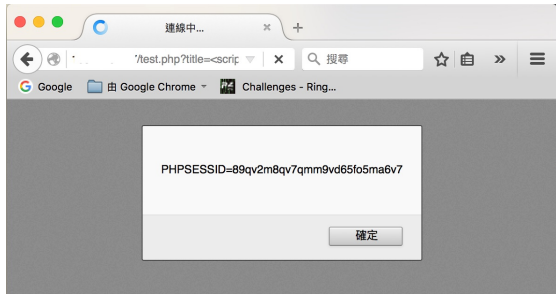 連線中...
/test.php?title=<scrip
搜尋
Google
由 Google Chrome
Challenges - Ring...
PHPSESSID=89qv2m8qv7qmm9vd65fo5ma6v7
確定